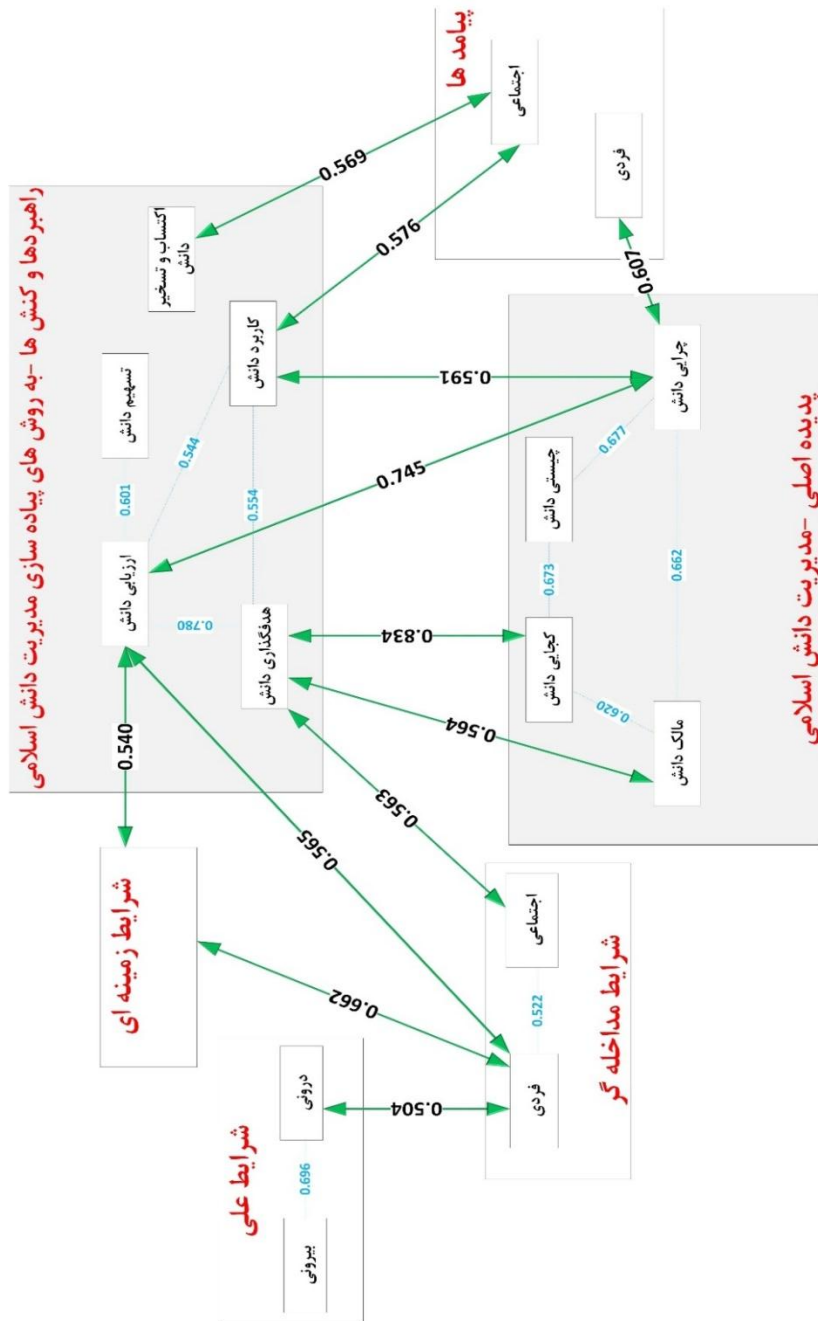 شرایط زمینه ای
شرایط علی
درونی
بیرونی
0.696
0.504
0.662
0.540
0.565
شرایط مداخله گر
اجتماعی
فردی
0.522
0.563
راهبردها و کنش ها -به روش های پیاده سازی مدیریت دانش اسلامی
اکتساب و تسخیر
دانش
تسهیم دانش
ارزیابی دانش
کاربرد دانش
هدفگذاری دانش
0.601
0.544
0.554
0.780
0.569
0.576
0.591
0.745
0.834
0.564
پدیده اصلی -مدیریت دانش اسلامی
چیستی دانش
کجایی دانش
چرایی دانش
مالک دانش
0.677
0.673
0.662
0.620
0.607
پیامد ها
اجتماعی
فردی